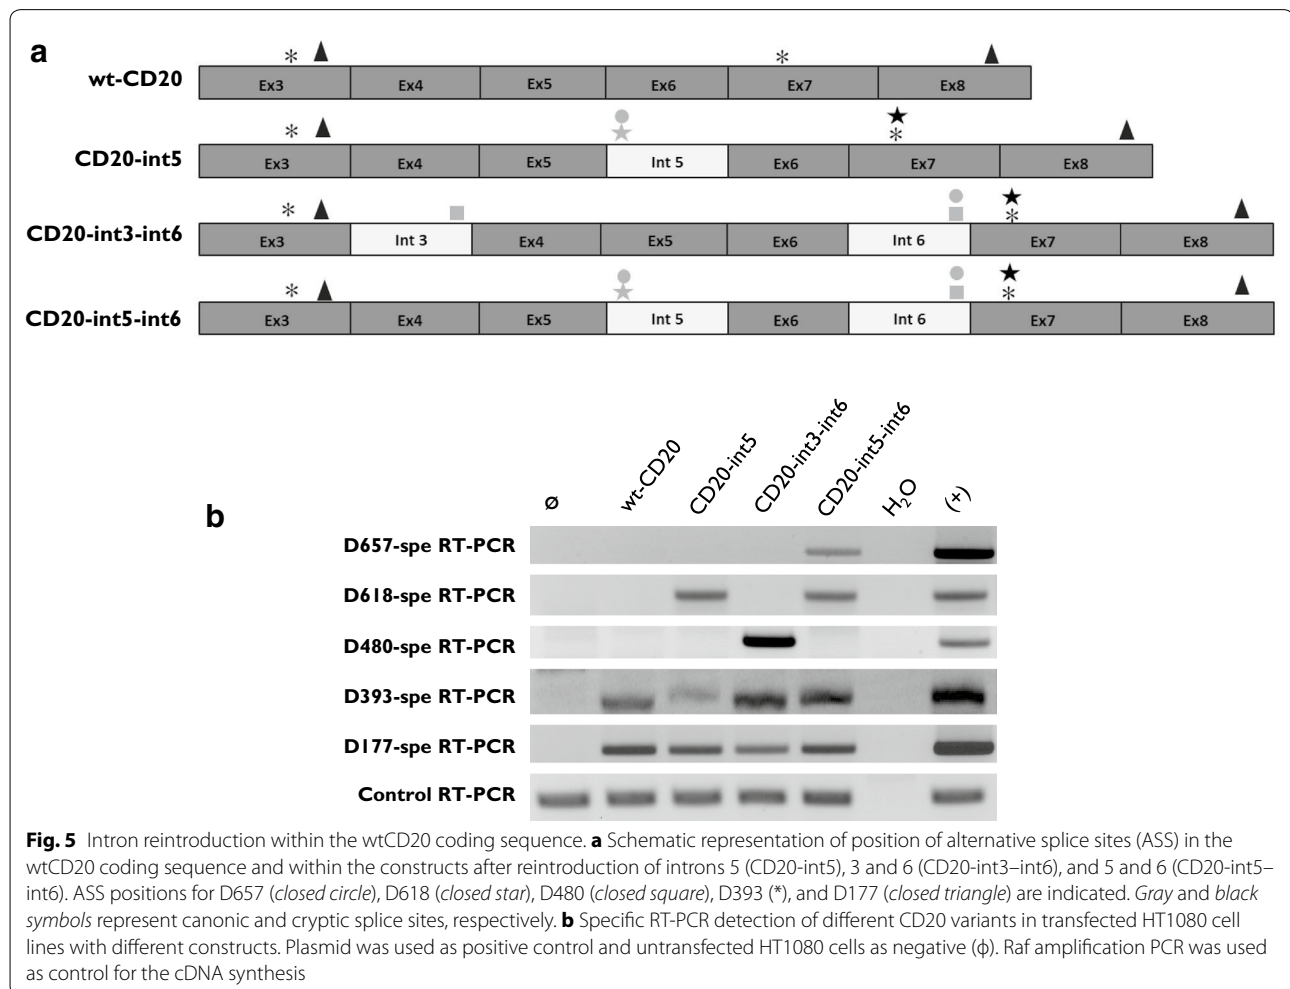 a
wt-CD20
* *
Ex3 Ex4 Ex5 Ex6 Ex7 Ex8
CD20-int5
* *
Ex3 Ex4 Ex5 Int 5 Ex6 Ex7 Ex8
CD20-int3-int6
* *
Ex3 Int 3 Ex4 Ex5 Ex6 Int 6 Ex7 Ex8
CD20-int5-int6
* *
Ex3 Ex4 Ex5 Int 5 Ex6 Int 6 Ex7 Ex8
b
ø wt-CD20 CD20-int5 CD20-int3-int6 CD20-int5-int6 H₂O (+)
D657-spe RT-PCR
D618-spe RT-PCR
D480-spe RT-PCR
D393-spe RT-PCR
D177-spe RT-PCR
Control RT-PCR
Fig. 5 Intron reintroduction within the wtCD20 coding sequence. a Schematic representation of position of alternative splice sites (ASS) in the
wtCD20 coding sequence and within the constructs after reintroduction of introns 5 (CD20-int5), 3 and 6 (CD20-int3–int6), and 5 and 6 (CD20-int5–
int6). ASS positions for D657 (closed circle), D618 (closed star), D480 (closed square), D393 (*), and D177 (closed triangle) are indicated. Gray and black
symbols represent canonic and cryptic splice sites, respectively. b Specific RT-PCR detection of different CD20 variants in transfected HT1080 cell
lines with different constructs. Plasmid was used as positive control and untransfected HT1080 cells as negative (ϕ). Raf amplification PCR was used
as control for the cDNA synthesis